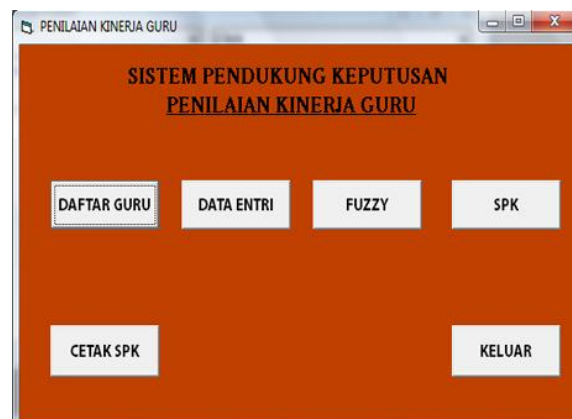 PENILAIAN KINERJA GURU
SISTEM PENDUKUNG KEPUTUSAN
PENILAIAN KINERJA GURU
DAFTAR GURU
DATA ENTRI
FUZZY
SPK
CETAK SPK
KELUAR